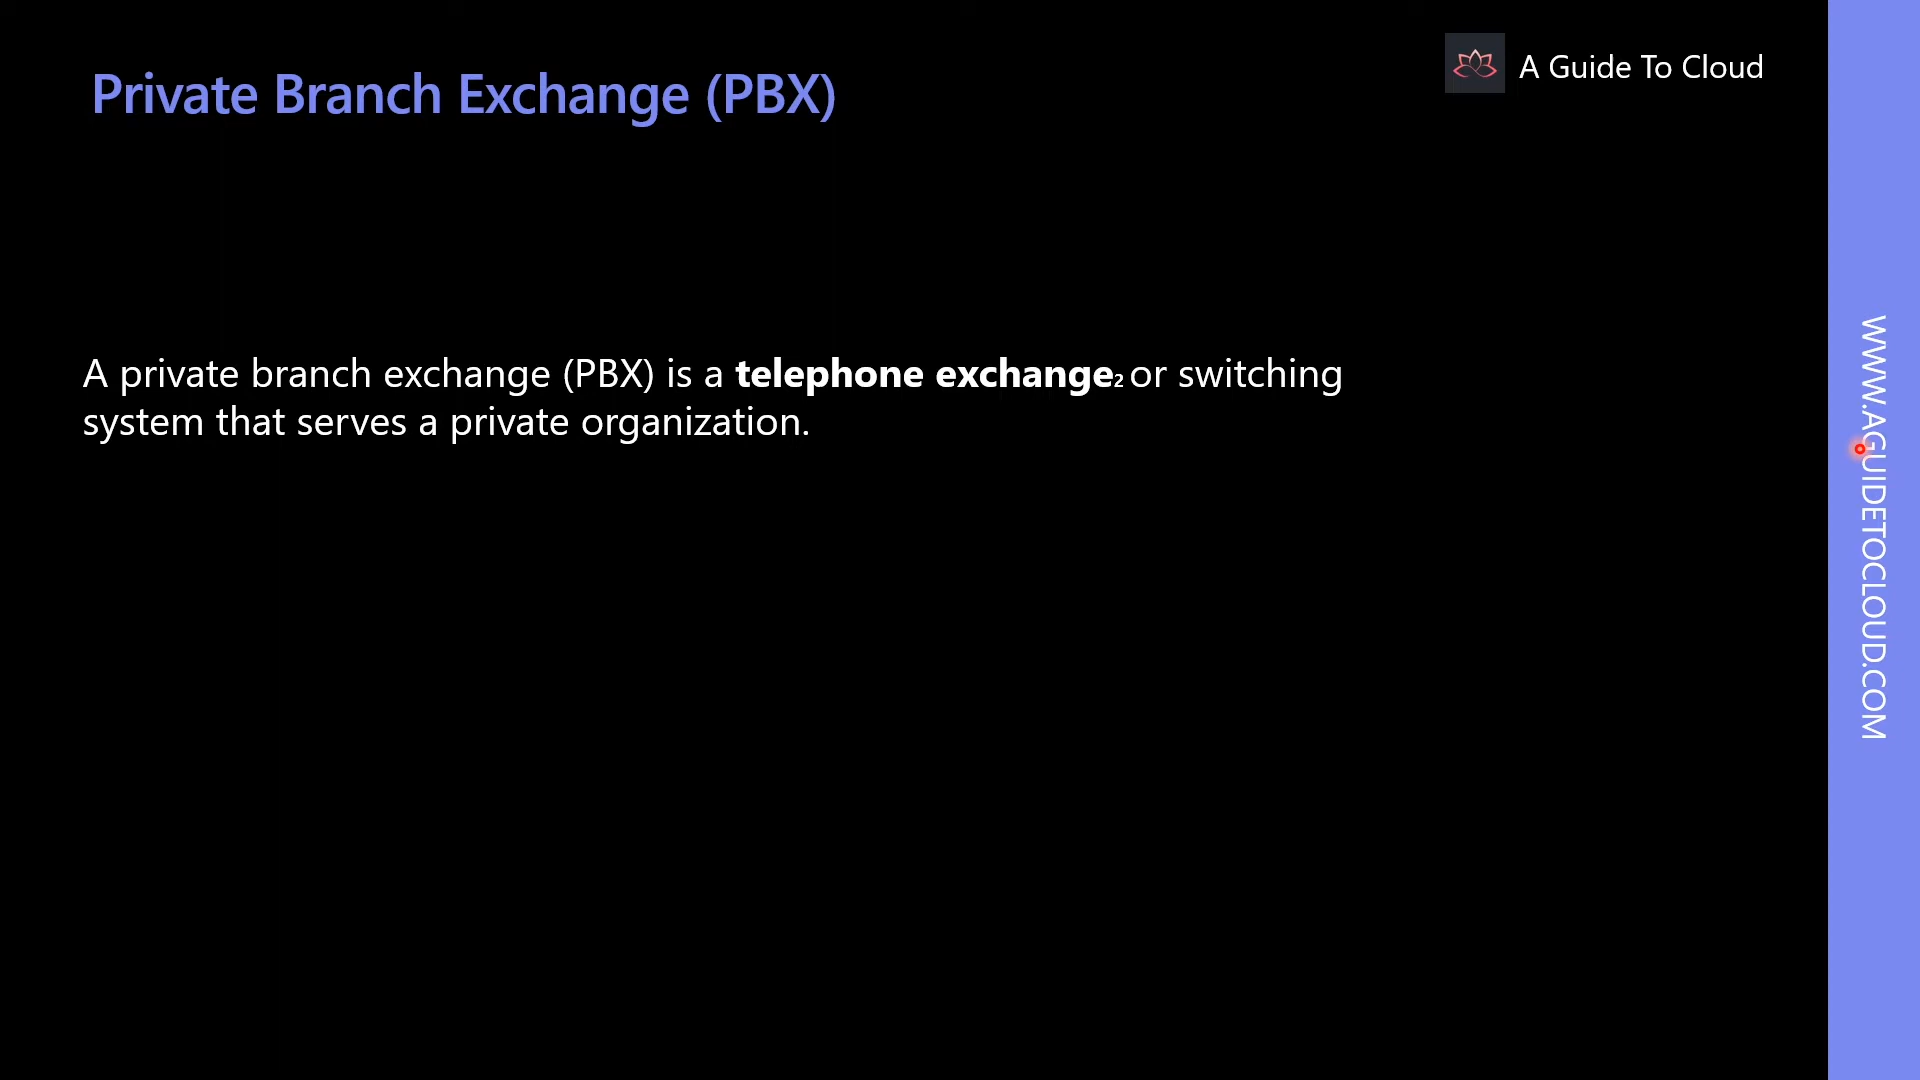 Private Branch Exchange (PBX)
A Guide To Cloud
A private branch exchange (PBX) is a telephone exchange2 or switching
system that serves a private organization.
WWW.AGUIDETOCLOUD.COM